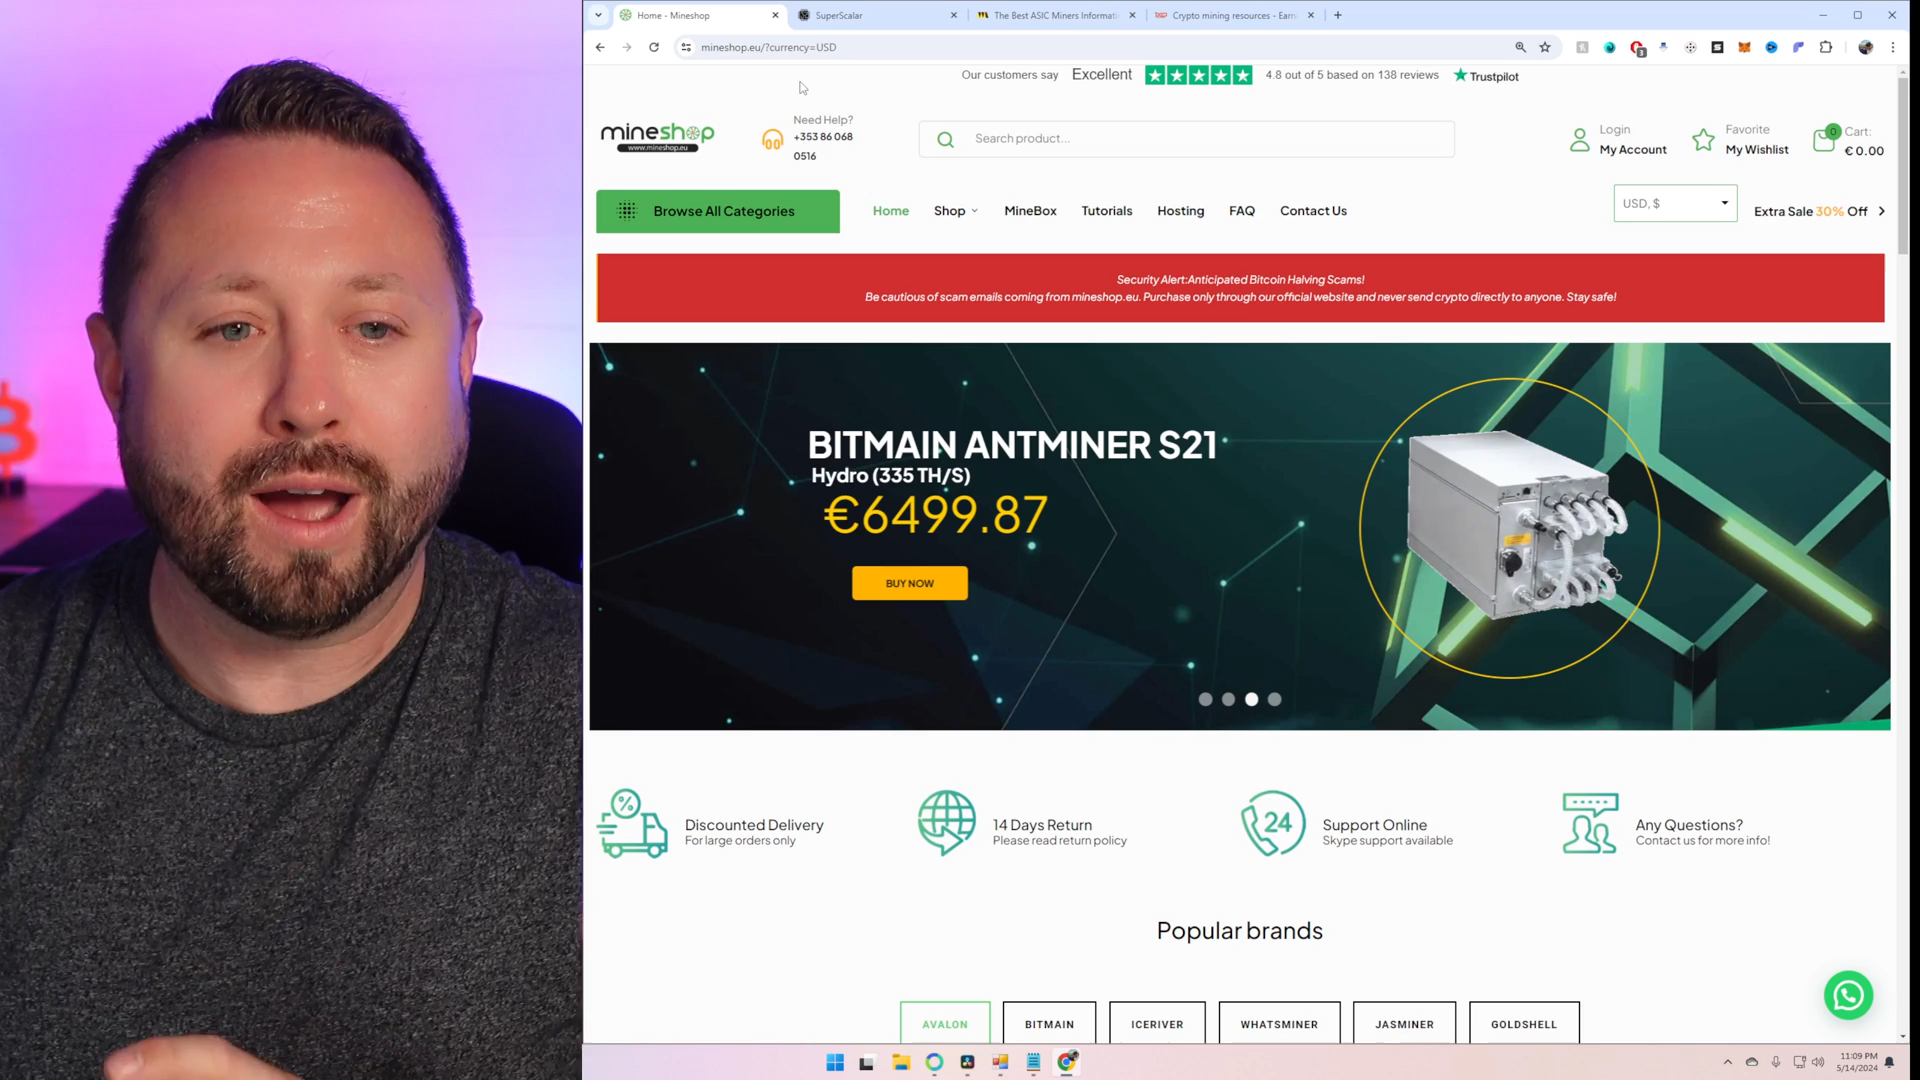 Home - Mineshop
SuperScalar
The Best ASIC Miners Informati
Crypto mining resources - Earn
mineshop.eu/?currency=USD
3
Our customers say Excellent 4.8 out of 5 based on 138 reviews Trustpilot
mineshop
www.mineshop.eu
Need Help?
+353 86 068
0516
Search product...
Login
My Account
Favorite
My Wishlist
0
Cart:
€ 0.00
Browse All Categories
Home
Shop
MineBox
Tutorials
Hosting
FAQ
Contact Us
USD, $
Extra Sale 30% Off
Security Alert:Anticipated Bitcoin Halving Scams!
Be cautious of scam emails coming from mineshop.eu. Purchase only through our official website and never send crypto directly to anyone. Stay safe!
BITMAIN ANTMINER S21
Hydro (335 TH/S)
€6499.87
BUY NOW
Discounted Delivery
For large orders only
14 Days Return
Please read return policy
24
Support Online
Skype support available
Any Questions?
Contact us for more info!
Popular brands
AVALON
BITMAIN
ICERIVER
WHATSMINER
JASMINER
GOLDSHELL
11:09 PM
5/14/2024